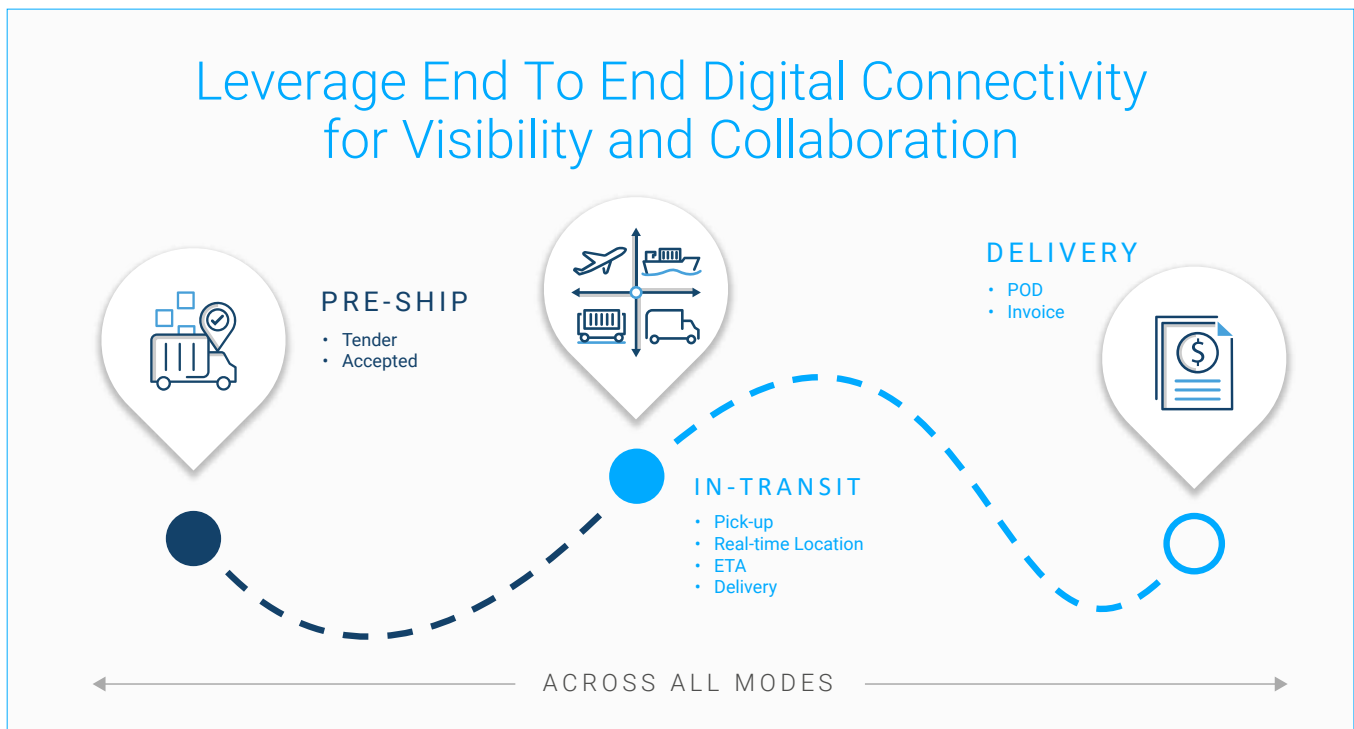 Leverage End To End Digital Connectivity
for Visibility and Collaboration
PRE-SHIP
• Tender
• Accepted
IN-TRANSIT
• Pick-up
• Real-time Location
• ETA
• Delivery
DELIVERY
• POD
• Invoice
$
ACROSS ALL MODES